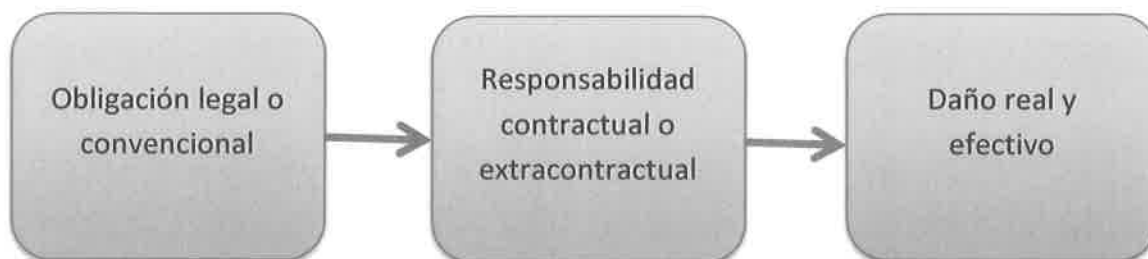 Obligación legal o
convencional
Responsabilidad
contractual o
extracontractual
Daño real y
efectivo